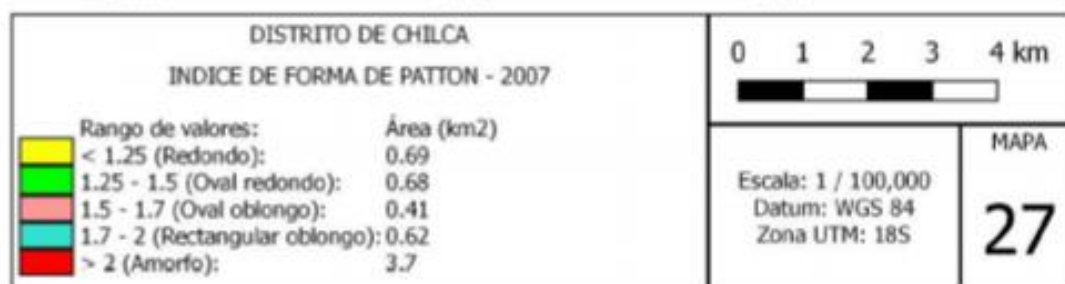 DISTRITO DE CHILCA
INDICE DE FORMA DE PATTON - 2007
Rango de valores: Área (km2)
< 1.25 (Redondo): 0.69
1.25 - 1.5 (Oval redondo): 0.68
1.5 - 1.7 (Oval oblongo): 0.41
1.7 - 2 (Rectangular oblongo): 0.62
> 2 (Amorfo): 3.7
0 1 2 3 4 km
Escala: 1 / 100,000
Datum: WGS 84
Zona UTM: 18S
MAPA
27